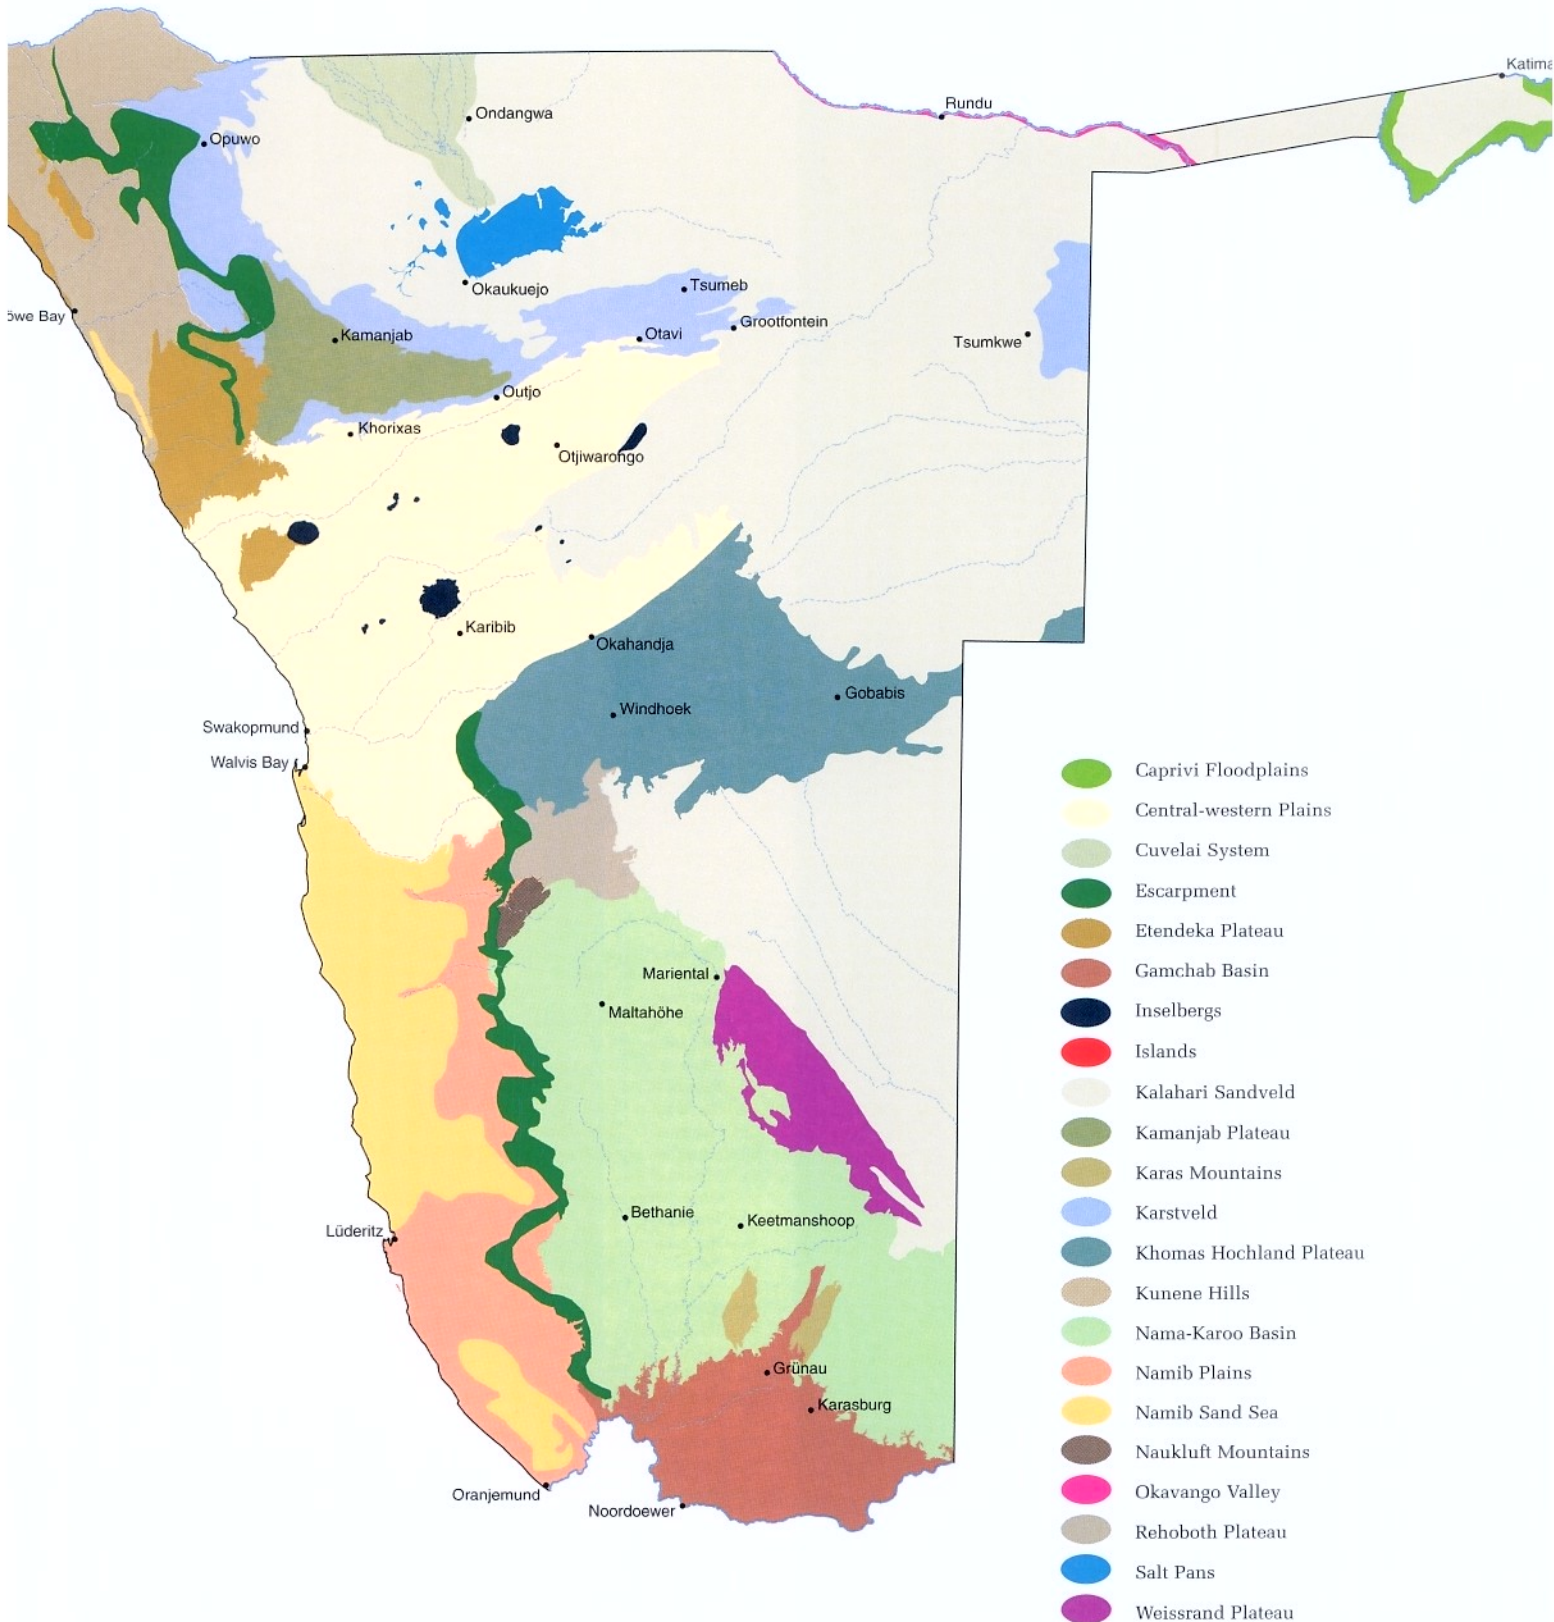 Katima
Rundu
Ondangwa
Opuwo
Okaukuejo
Tsumeb
Grootfontein
öwe Bay
Kamanjab
Otavi
Tsumkwe
Outjo
Khorixas
Otjiwarongo
Karibib
Okahandja
Gobabis
Windhoek
Swakopmund
Walvis Bay
Mariental
Maltahöhe
Bethanie
Keetmanshoop
Lüderitz
Grünau
Karasburg
Oranjemund
Noordoewer
Caprivi Floodplains
Central-western Plains
Cuvelai System
Escarpment
Etendeka Plateau
Gamchab Basin
Inselbergs
Islands
Kalahari Sandveld
Kamanjab Plateau
Karas Mountains
Karstveld
Khomas Hochland Plateau
Kunene Hills
Nama-Karoo Basin
Namib Plains
Namib Sand Sea
Naukluft Mountains
Okavango Valley
Rehoboth Plateau
Salt Pans
Weissrand Plateau